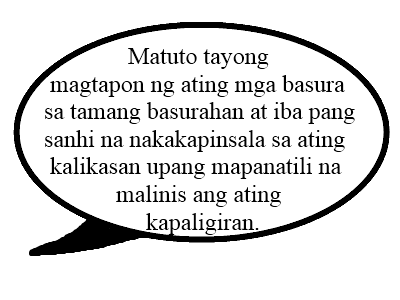 Matuto tayong
magtapon ng ating mga basura
sa tamang basurahan at iba pang
sanhi na nakakapinsala sa ating
kalikasan upang mapanatili na
malinis ang ating
kapaligiran.